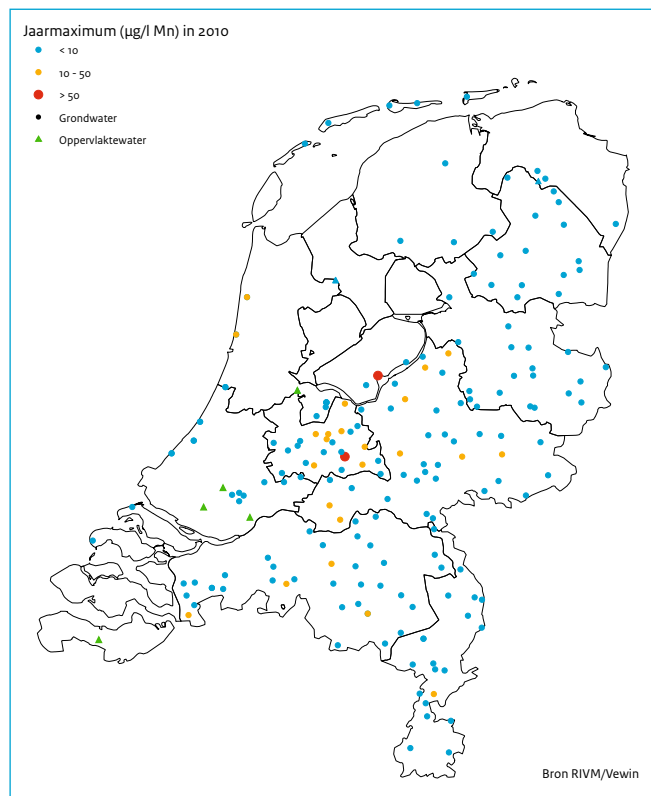 Jaarmaximum (µg/l Mn) in 2010
< 10
10 - 50
> 50
Grondwater
Oppervlaktewater
Bron RIVM/Vewin